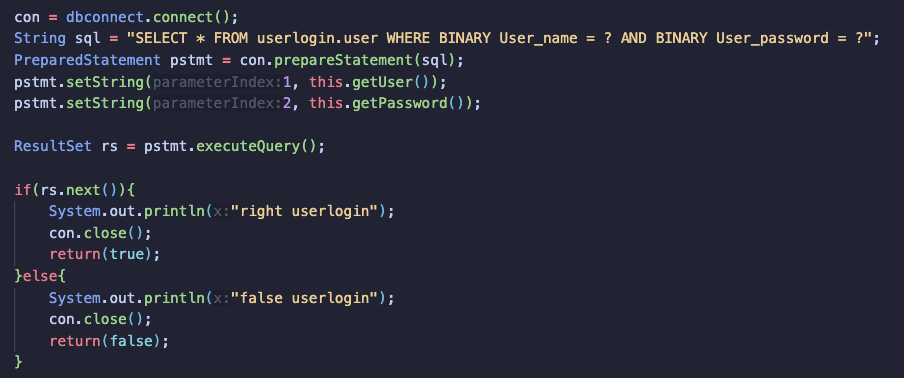 con = dbconnect.connect();
String sql = "SELECT * FROM userlogin.user WHERE BINARY User_name = ? AND BINARY User_password = ?";
PreparedStatement pstmt = con.prepareStatement(sql);
pstmt.setString(parameterIndex:1, this.getUser());
pstmt.setString(parameterIndex:2, this.getPassword());
ResultSet rs = pstmt.executeQuery();
if(rs.next()){
System.out.println(x:"right userlogin");
con.close();
return(true);
}else{
System.out.println(x:"false userlogin");
con.close();
return(false);
}